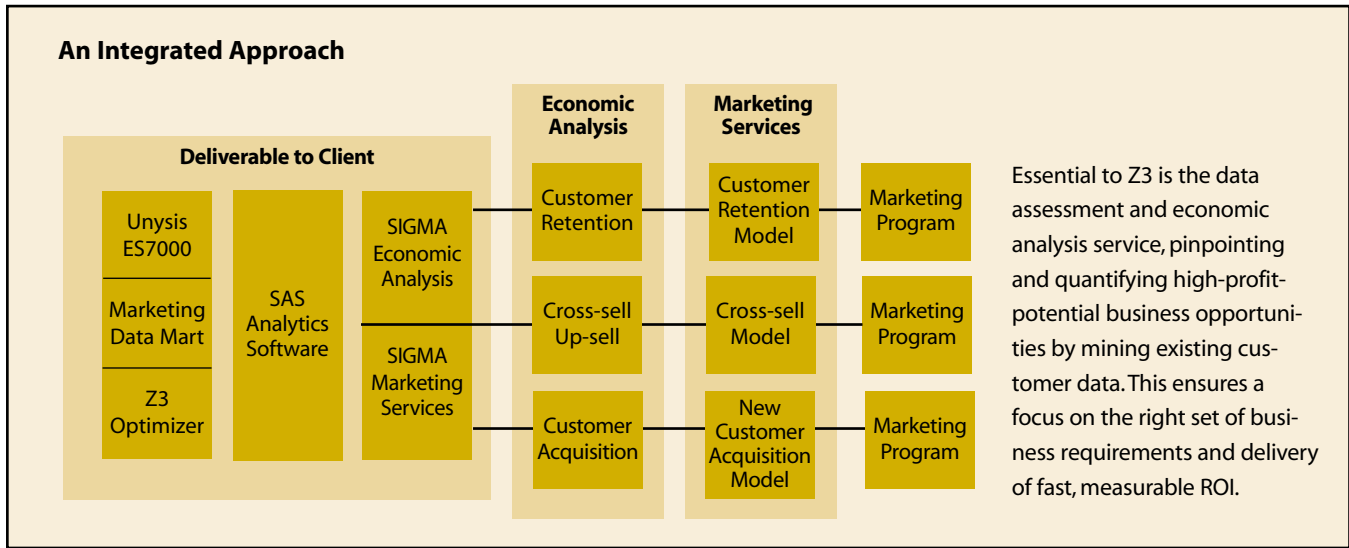 An Integrated Approach
Deliverable to Client
Unysis
ES7000
Marketing
Data Mart
Z3
Optimizer
SAS
Analytics
Software
SIGMA
Economic
Analysis
SIGMA
Marketing
Services
Economic
Analysis
Customer
Retention
Cross-sell
Up-sell
Customer
Acquisition
Marketing
Services
Customer
Retention
Model
Cross-sell
Model
New
Customer
Acquisition
Model
Marketing
Program
Marketing
Program
Marketing
Program
Essential to Z3 is the data
assessment and economic
analysis service, pinpointing
and quantifying high-profit-
potential business opportuni-
ties by mining existing cus-
tomer data. This ensures a
focus on the right set of busi-
ness requirements and delivery
of fast, measurable ROI.